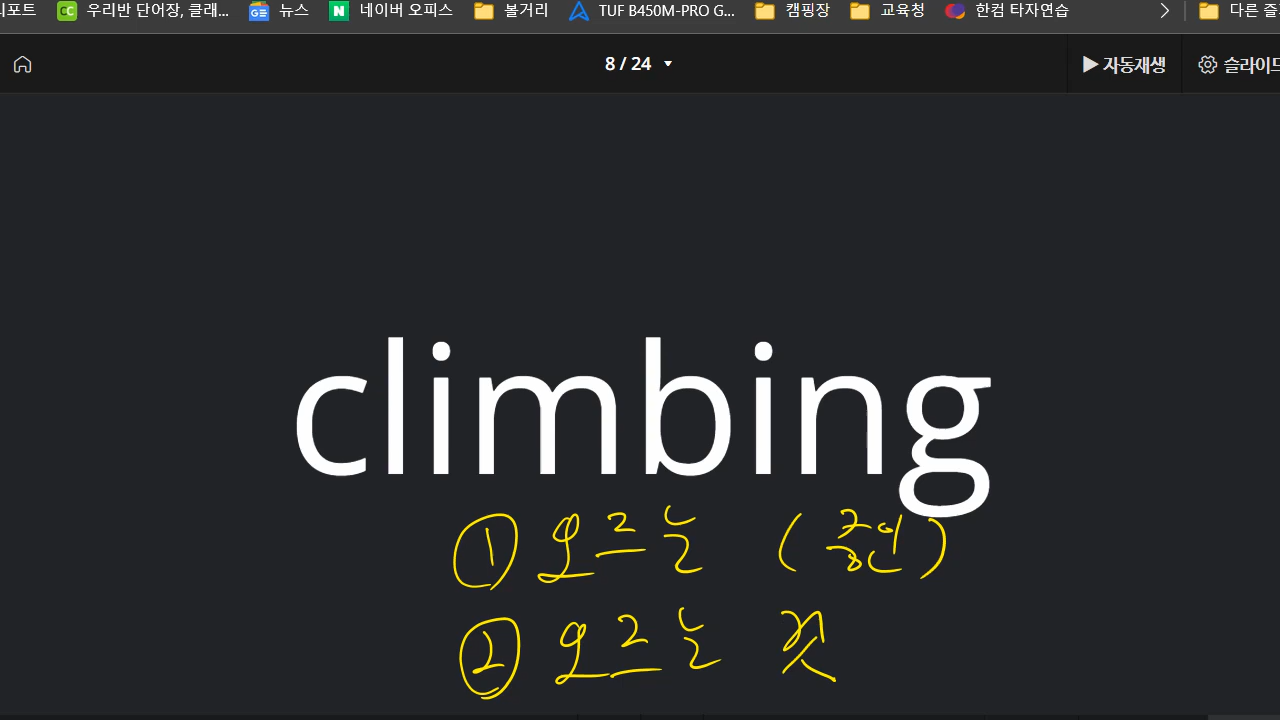 리포트 우리반 단어장, 클래... 뉴스 네이버 오피스 볼거리 TUF B450M-PRO G... 캠핑장 교육청 한컴 타자연습 다른 즐
8 / 24 자동재생 슬라이드
climbing
① 오르는
② 오르는 것